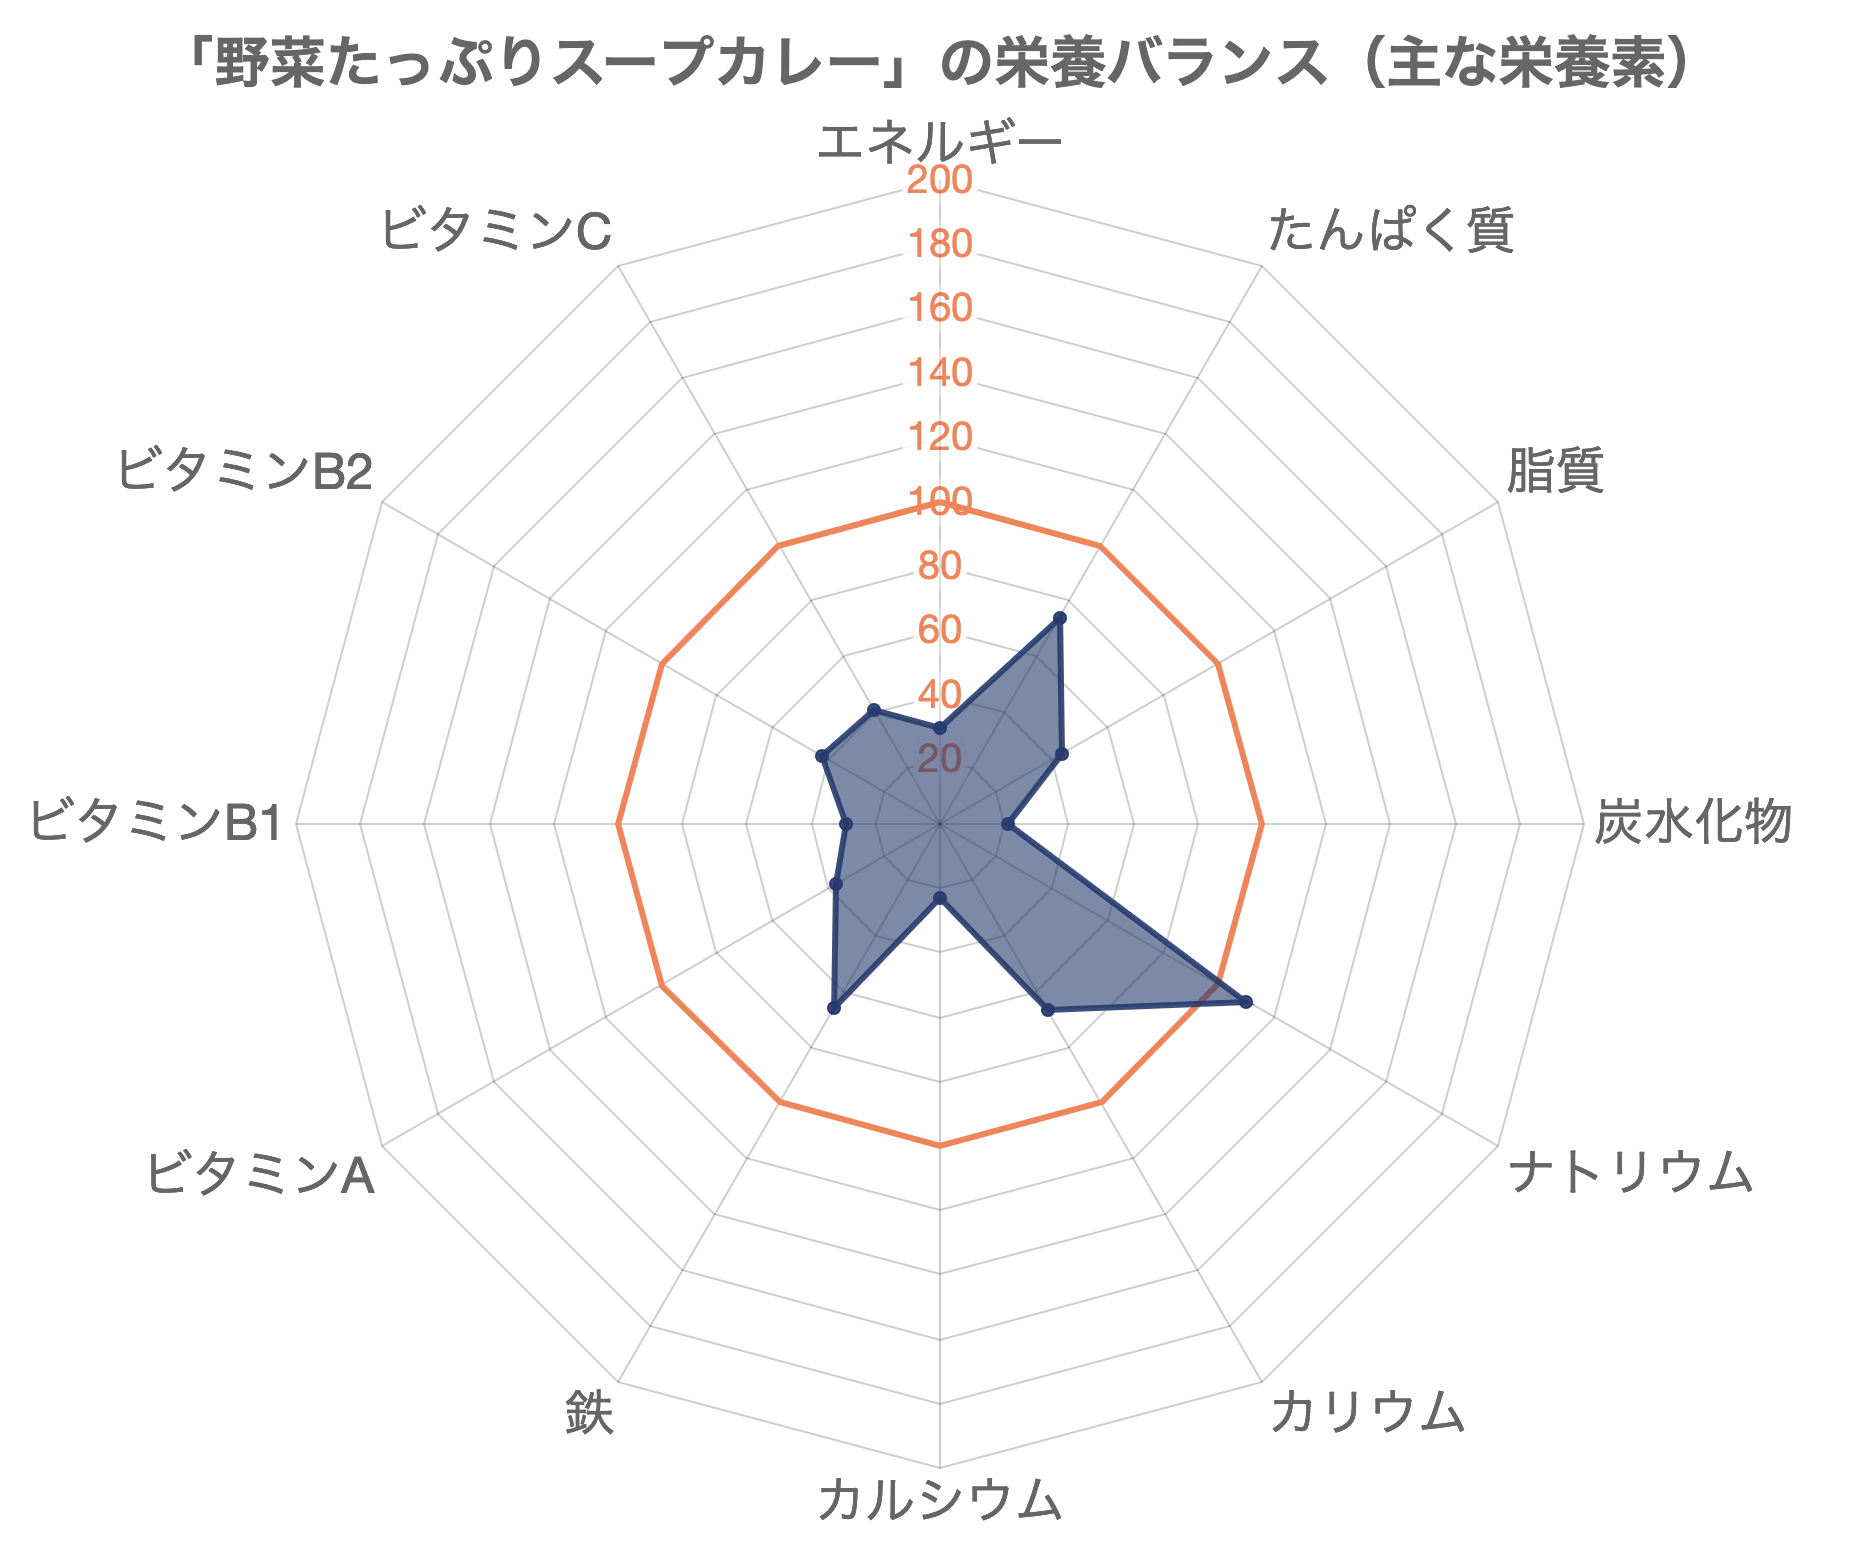 「野菜たっぷりスープカレー」の栄養バランス（主な栄養素）
エネルギー
たんぱく質
脂質
炭水化物
ナトリウム
カリウム
カルシウム
鉄
ビタミンA
ビタミンB1
ビタミンB2
ビタミンC
200
180
160
140
120
100
80
60
40
20